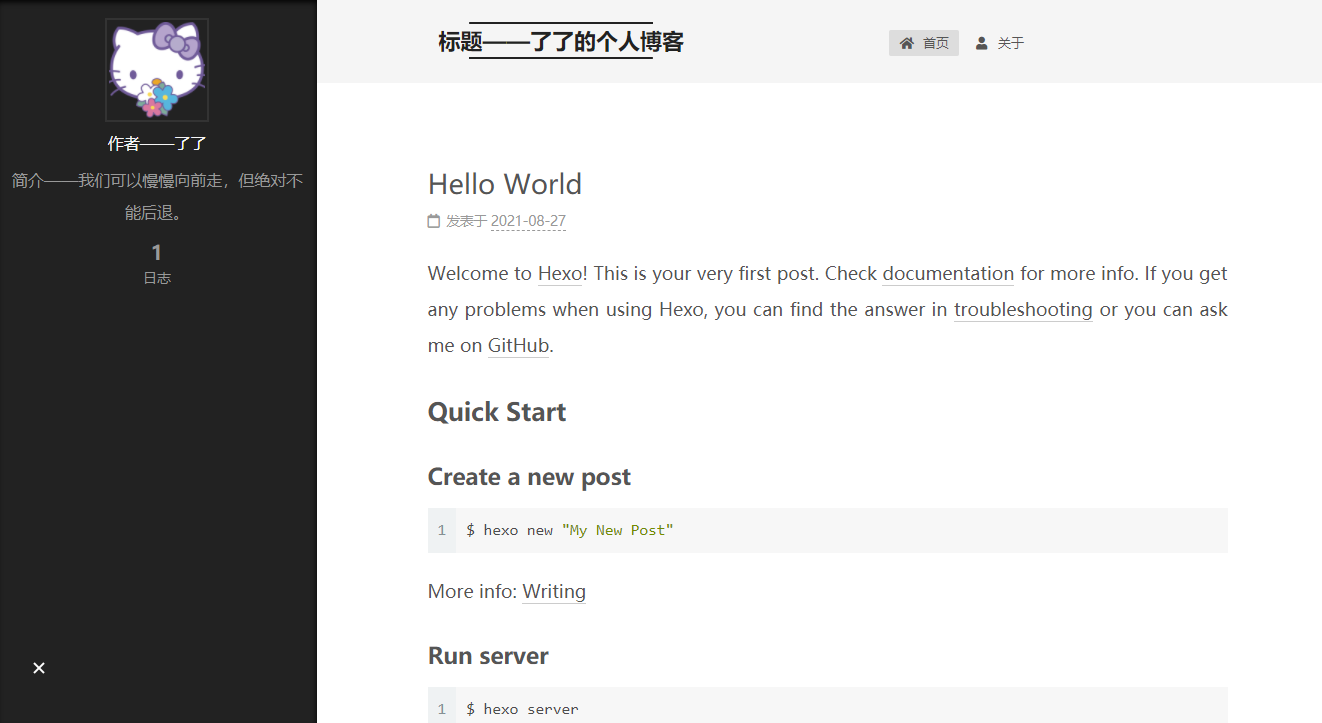 作者——了了
简介——我们可以慢慢向前走，但绝对不
能后退。
1
日志
标题——了了的个人博客
首页
关于
Hello World
发表于 2021-08-27
Welcome to Hexo! This is your very first post. Check documentation for more info. If you get
any problems when using Hexo, you can find the answer in troubleshooting or you can ask
me on GitHub.
Quick Start
Create a new post
1 $ hexo new "My New Post"
More info: Writing
Run server
1 $ hexo server